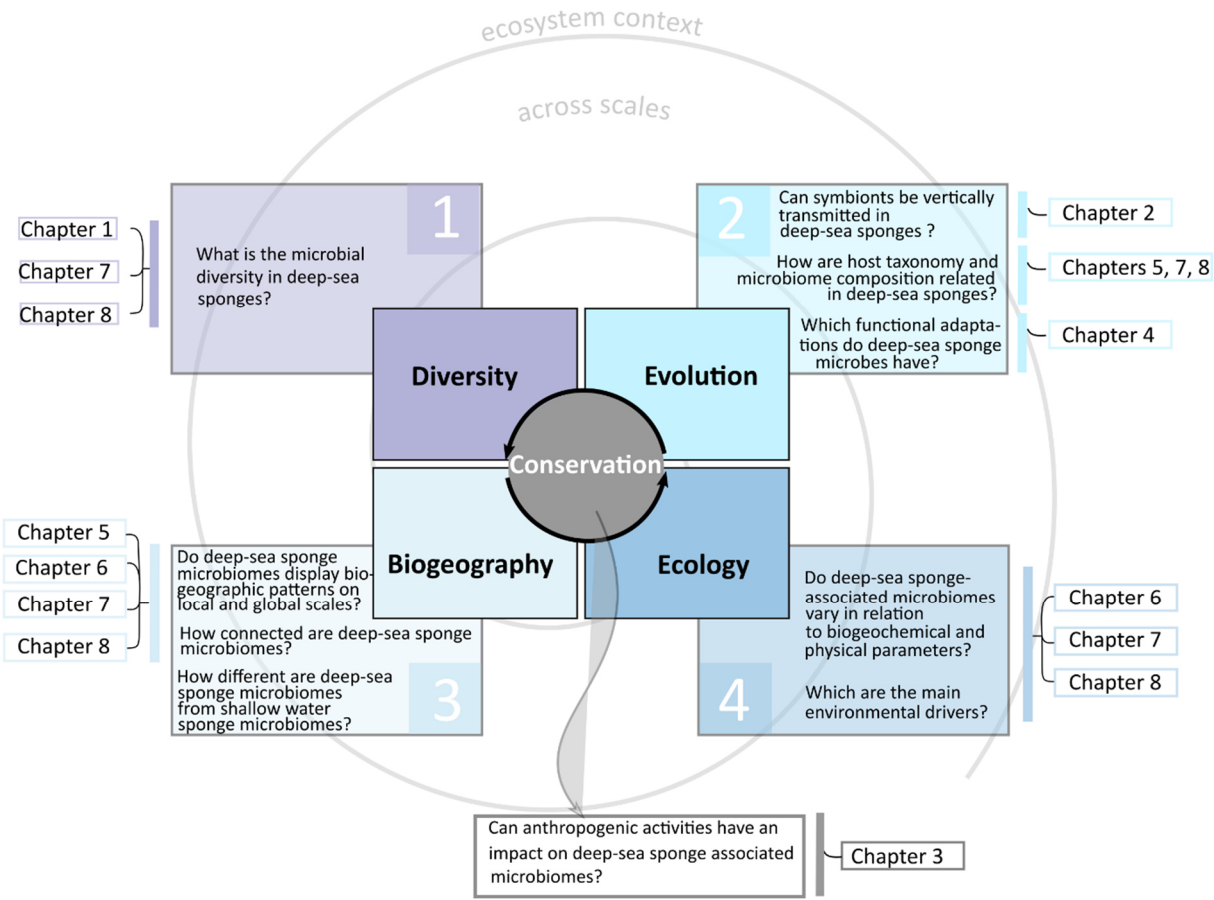 ecosystem context
across scales
1
What is the microbial
diversity in deep-sea
sponges?
Chapter 1
Chapter 7
Chapter 8
2
Can symbionts be vertically
transmitted in
deep-sea sponges ?
How are host taxonomy and
microbiome composition related
in deep-sea sponges?
Which functional adapta-
tions do deep-sea sponge
microbes have?
Chapter 2
Chapters 5, 7, 8
Chapter 4
Diversity
Evolution
Conservation
Biogeography
Ecology
Chapter 5
Chapter 6
Chapter 7
Chapter 8
Do deep-sea sponge
microbiomes display bio-
geographic patterns on
local and global scales?
How connected are deep-sea sponge
microbiomes?
How different are deep-sea
sponge microbiomes
from shallow water
sponge microbiomes?
3
4
Do deep-sea sponge-
associated microbiomes
vary in relation
to biogeochemical and
physical parameters?
Which are the main
environmental drivers?
Chapter 6
Chapter 7
Chapter 8
Can anthropogenic activities have an
impact on deep-sea sponge associated
microbiomes?
Chapter 3